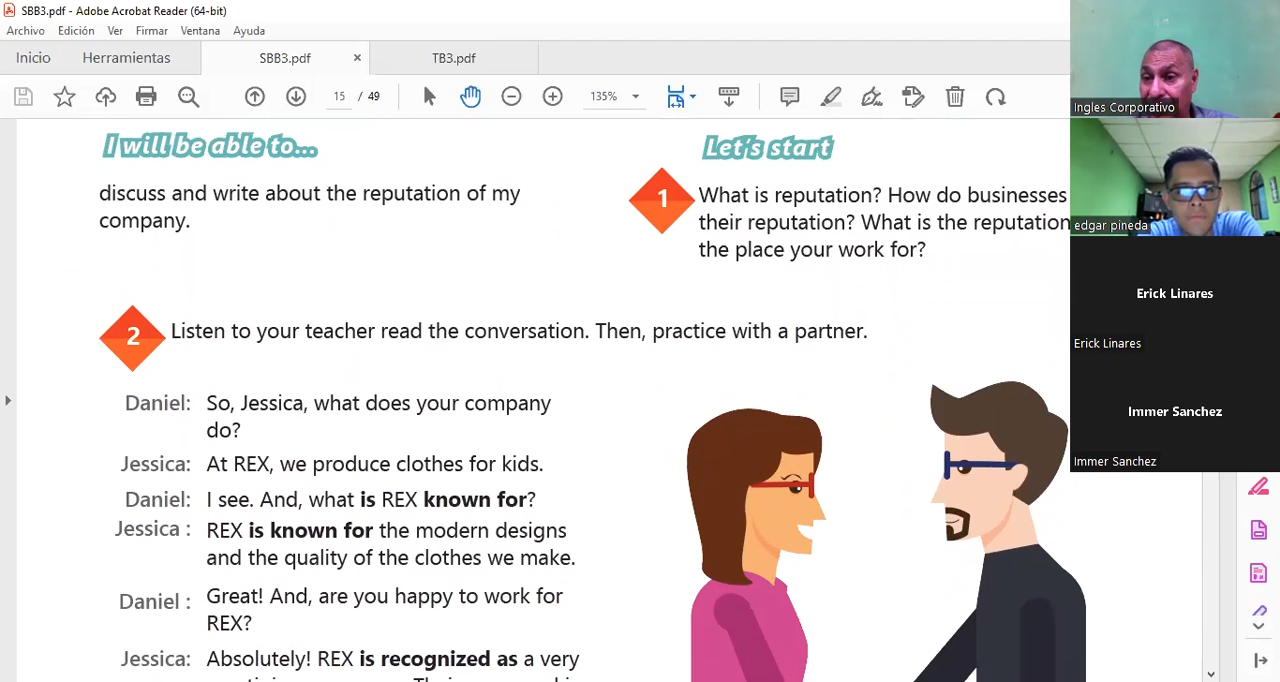 SBB3.pdf - Adobe Acrobat Reader (64-bit)
Archivo Edición Ver Firmar Ventana Ayuda
Inicio Herramientas SBB3.pdf × TB3.pdf
15 / 49 135%
I will be able to...
discuss and write about the reputation of my
company.
Let's start
1
What is reputation? How do businesses
their reputation? What is the reputation
the place your work for?
2
Listen to your teacher read the conversation. Then, practice with a partner.
Daniel: So, Jessica, what does your company
do?
Jessica: At REX, we produce clothes for kids.
Daniel: I see. And, what is REX known for?
Jessica : REX is known for the modern designs
and the quality of the clothes we make.
Daniel : Great! And, are you happy to work for
REX?
Jessica: Absolutely! REX is recognized as a very
Ingles Corporativo
edgar pineda
Erick Linares
Erick Linares
Immer Sanchez
Immer Sanchez